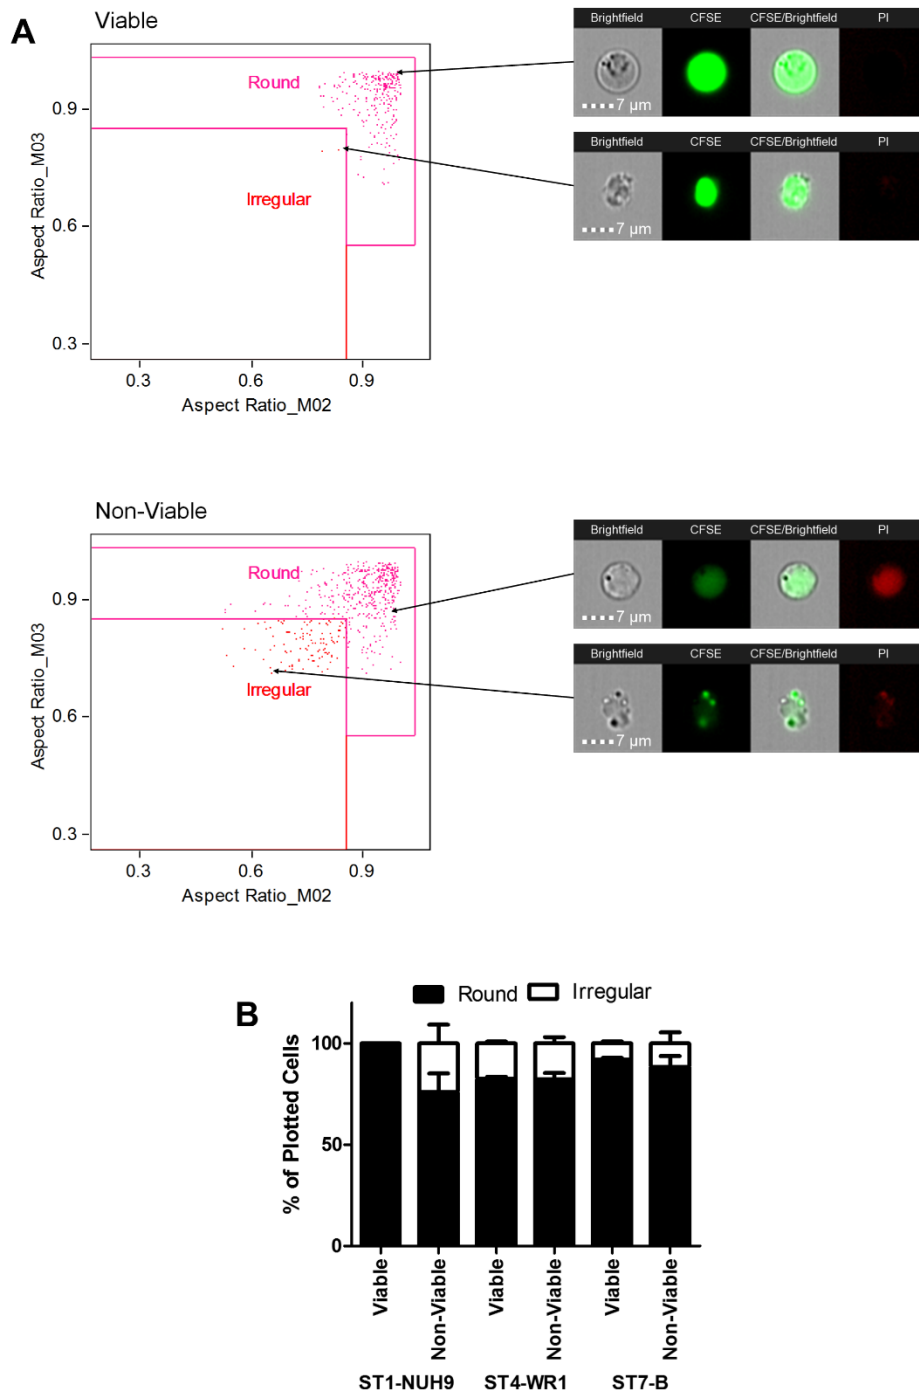 A
Viable
Brightfield CFSE CFSE/Brightfield PI
7 µm
Brightfield CFSE CFSE/Brightfield PI
7 µm
Round
Irregular
0.9
0.6
0.3
Aspect Ratio_M03
0.3 0.6 0.9
Aspect Ratio_M02
Non-Viable
Brightfield CFSE CFSE/Brightfield PI
7 µm
Brightfield CFSE CFSE/Brightfield PI
7 µm
Round
Irregular
0.9
0.6
0.3
Aspect Ratio_M03
0.3 0.6 0.9
Aspect Ratio_M02
B
Round Irregular
100
50
0
% of Plotted Cells
Viable
Non-Viable
Viable
Non-Viable
Viable
Non-Viable
ST1-NUH9 ST4-WR1 ST7-B